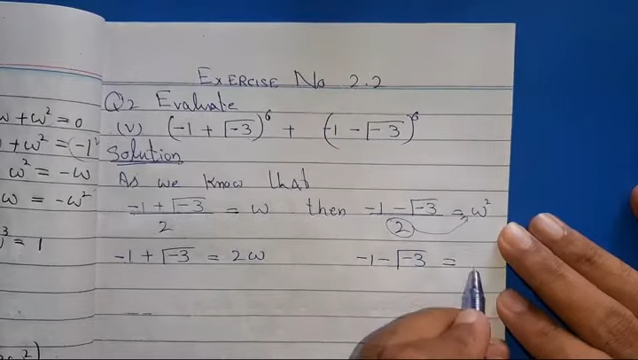 EXERCISE No 2.2
Q2 Evaluate
(v) (-1 + √-3)⁶ + (-1 - √-3)⁶
Solution
As we know that
(-1 + √-3)/2 = ω then (-1 - √-3)/2 = ω²
-1 + √-3 = 2ω -1 - √-3 =
ω + ω² = 0
+ ω² = -1
ω² = -ω
ω = -ω²
³ = 1